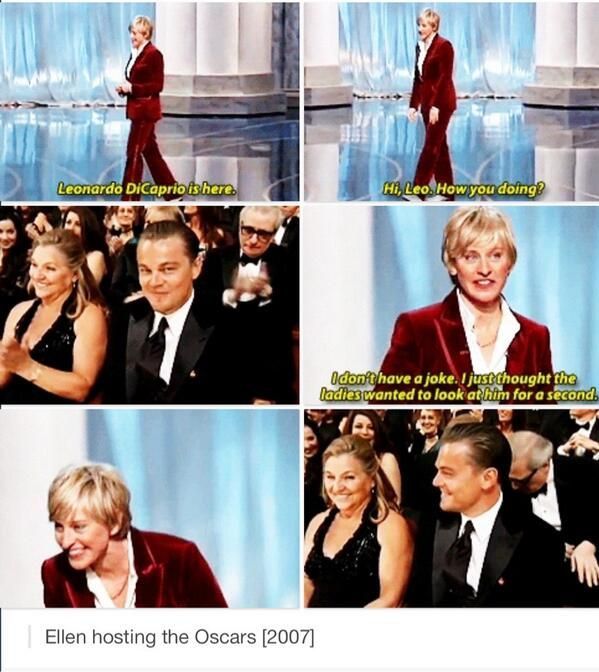 Leonardo DiCaprio is here.
Hi, Leo. How you doing?
I don't have a joke. I just thought the
ladies wanted to look at him for a second.
Ellen hosting the Oscars [2007]